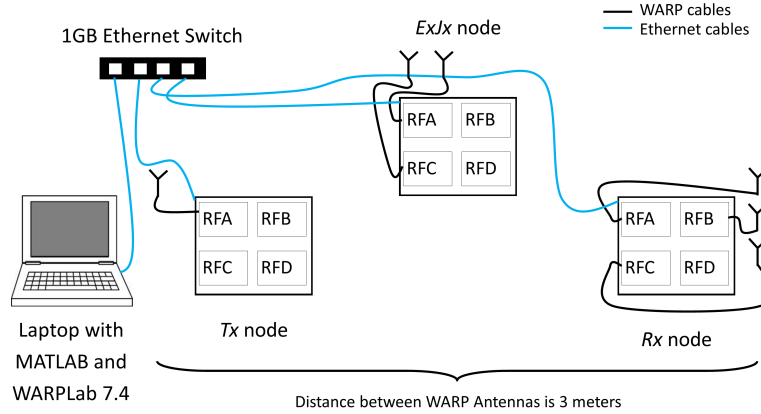 WARP cables
Ethernet cables
1GB Ethernet Switch
ExJx node
RFA RFB
RFC RFD
RFA RFB
RFC RFD
RFA RFB
RFC RFD
Laptop with
MATLAB and
WARPLab 7.4
Tx node
Rx node
Distance between WARP Antennas is 3 meters